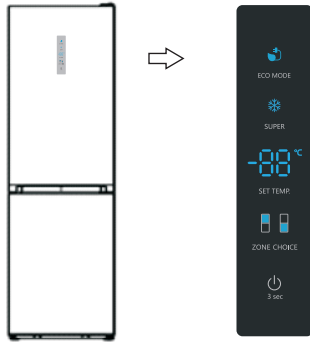 ECO MODE
SUPER
-88 °C
SET TEMP.
ZONE CHOICE
3 sec